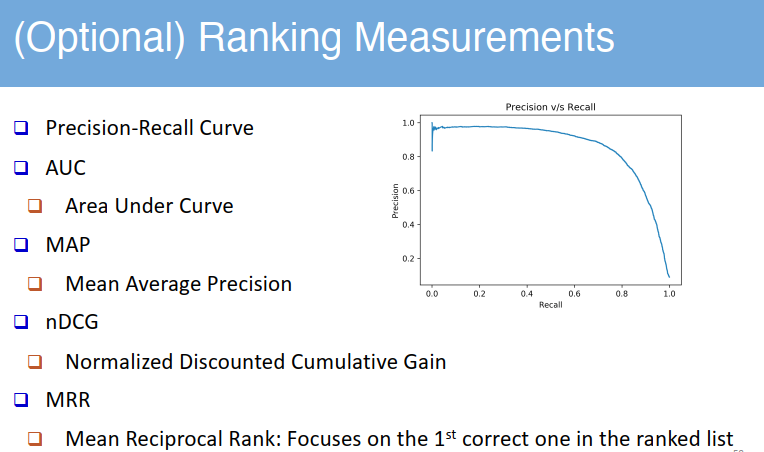 (Optional) Ranking Measurements
Precision-Recall Curve
AUC
Area Under Curve
MAP
Mean Average Precision
nDCG
Normalized Discounted Cumulative Gain
MRR
Mean Reciprocal Rank: Focuses on the 1st correct one in the ranked list
Precision v/s Recall
1.0
0.8
0.6
0.4
0.2
Precision
0.0 0.2 0.4 0.6 0.8 1.0
Recall